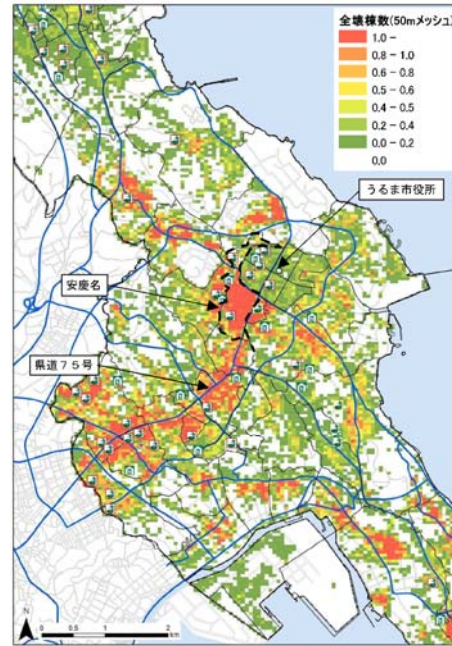 全壊棟数(50mメッシュ)
1.0 -
0.8 - 1.0
0.6 - 0.8
0.5 - 0.6
0.4 - 0.5
0.2 - 0.4
0.0 - 0.2
0.0
うるま市役所
安慶名
県道75号
N
0 0.5 1 2
km